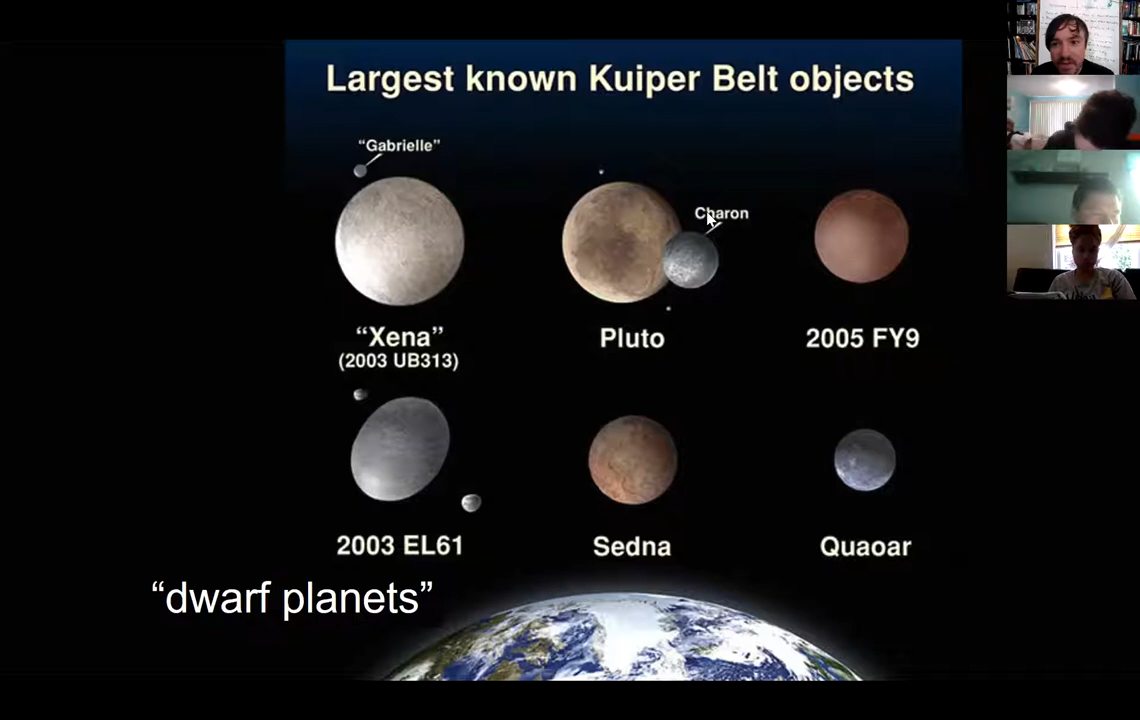 Largest known Kuiper Belt objects
“Gabrielle”
Charon
“Xena”
(2003 UB313)
Pluto
2005 FY9
2003 EL61
Sedna
Quaoar
“dwarf planets”